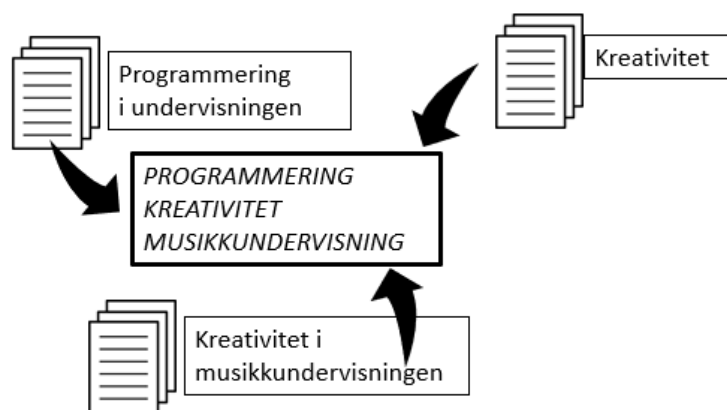 Programmering
i undervisningen
Kreativitet
PROGRAMMERING
KREATIVITET
MUSIKKUNDERVISNING
Kreativitet i
musikkundervisningen